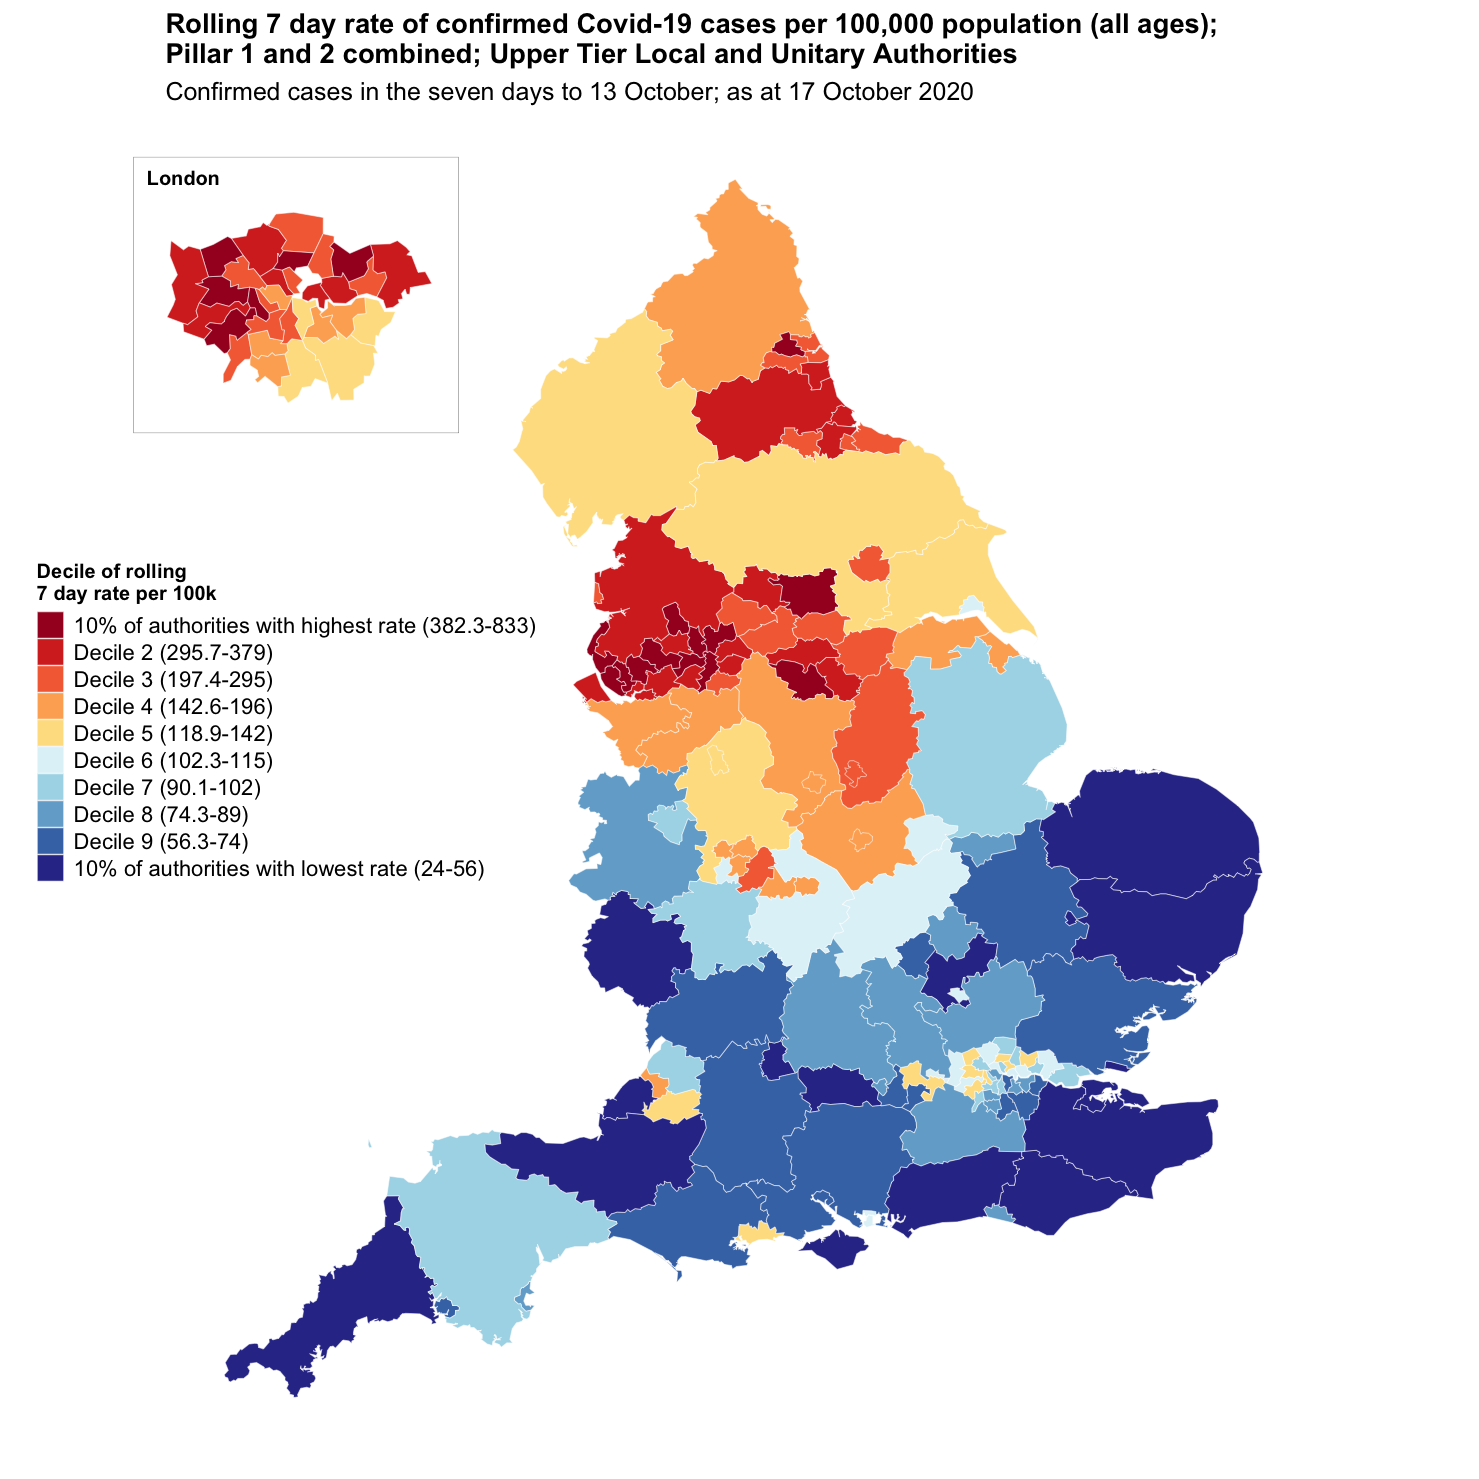 Rolling 7 day rate of confirmed Covid-19 cases per 100,000 population (all ages);
Pillar 1 and 2 combined; Upper Tier Local and Unitary Authorities
Confirmed cases in the seven days to 13 October; as at 17 October 2020
London
Decile of rolling
7 day rate per 100k
10% of authorities with highest rate (382.3-833)
Decile 2 (295.7-379)
Decile 3 (197.4-295)
Decile 4 (142.6-196)
Decile 5 (118.9-142)
Decile 6 (102.3-115)
Decile 7 (90.1-102)
Decile 8 (74.3-89)
Decile 9 (56.3-74)
10% of authorities with lowest rate (24-56)